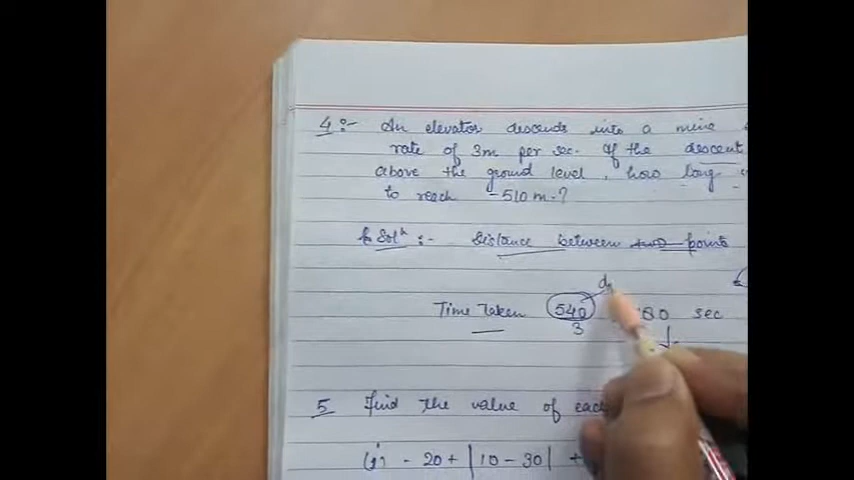 4:- An elevator descends into a mine
rate of 3m per sec. If the descent
above the ground level, how long
to reach -510 m.?
Solⁿ :- Distance between two points
d
Time Taken 540/3 180 sec
5 Find the value of each
(i) - 20 + |10 - 30| +